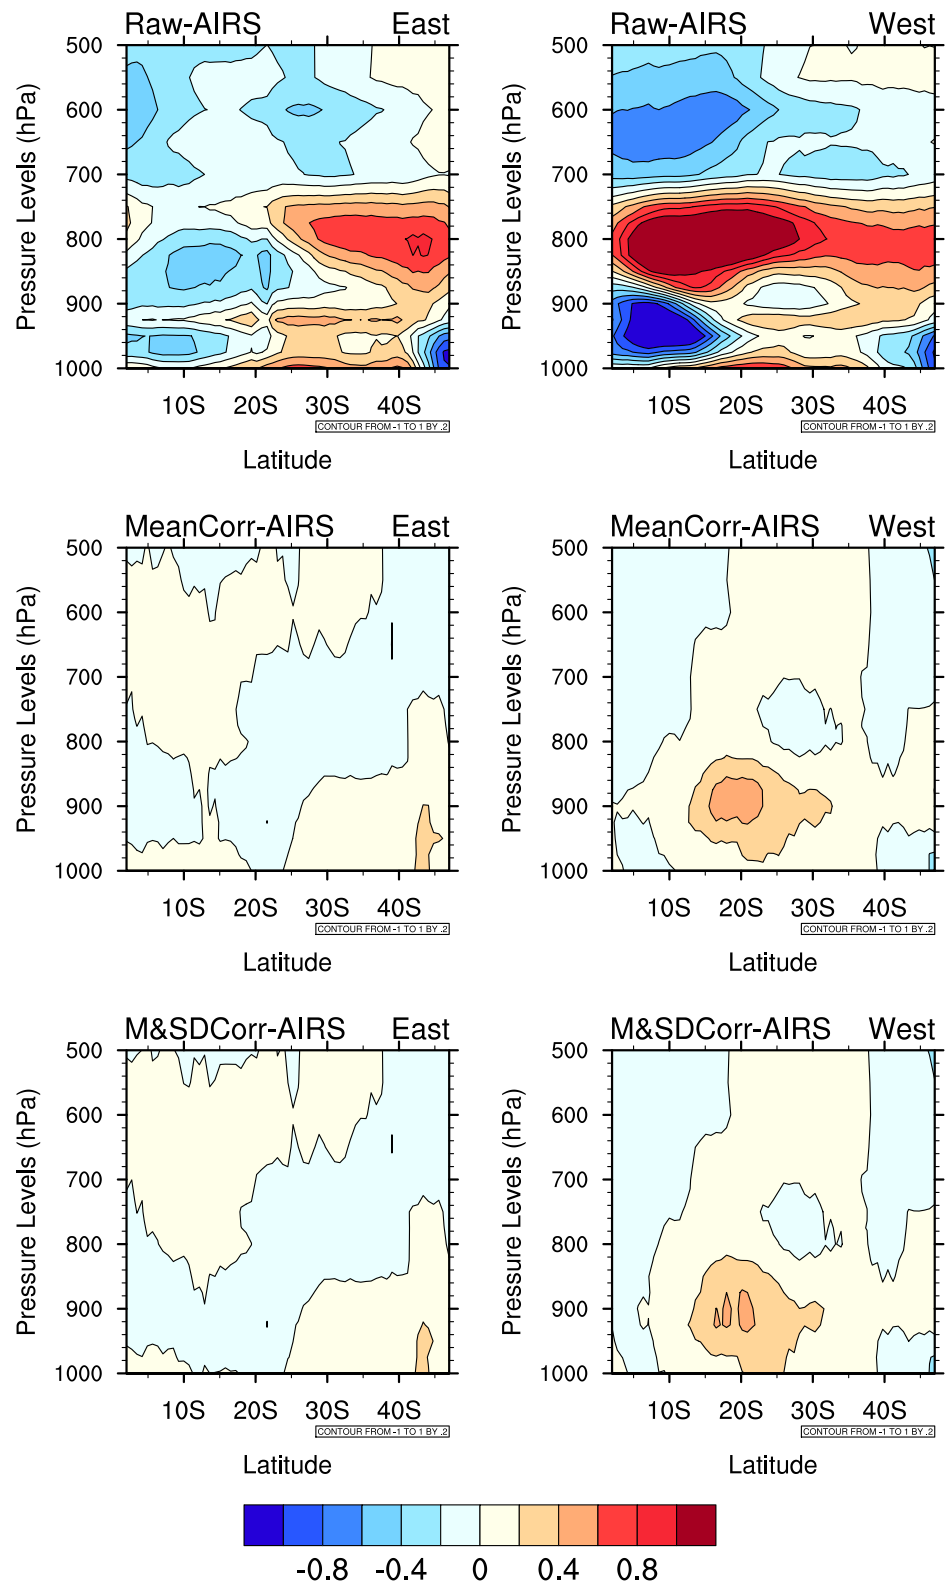 Raw-AIRS East
Raw-AIRS West
Pressure Levels (hPa)
500
600
700
800
900
1000
10S 20S 30S 40S
CONTOUR FROM -1 TO 1 BY .2
Latitude
Pressure Levels (hPa)
500
600
700
800
900
1000
10S 20S 30S 40S
CONTOUR FROM -1 TO 1 BY .2
Latitude
MeanCorr-AIRS East
MeanCorr-AIRS West
Pressure Levels (hPa)
500
600
700
800
900
1000
10S 20S 30S 40S
CONTOUR FROM -1 TO 1 BY .2
Latitude
Pressure Levels (hPa)
500
600
700
800
900
1000
10S 20S 30S 40S
CONTOUR FROM -1 TO 1 BY .2
Latitude
M&SDCorr-AIRS East
M&SDCorr-AIRS West
Pressure Levels (hPa)
500
600
700
800
900
1000
10S 20S 30S 40S
CONTOUR FROM -1 TO 1 BY .2
Latitude
Pressure Levels (hPa)
500
600
700
800
900
1000
10S 20S 30S 40S
CONTOUR FROM -1 TO 1 BY .2
Latitude
-0.8 -0.4 0 0.4 0.8